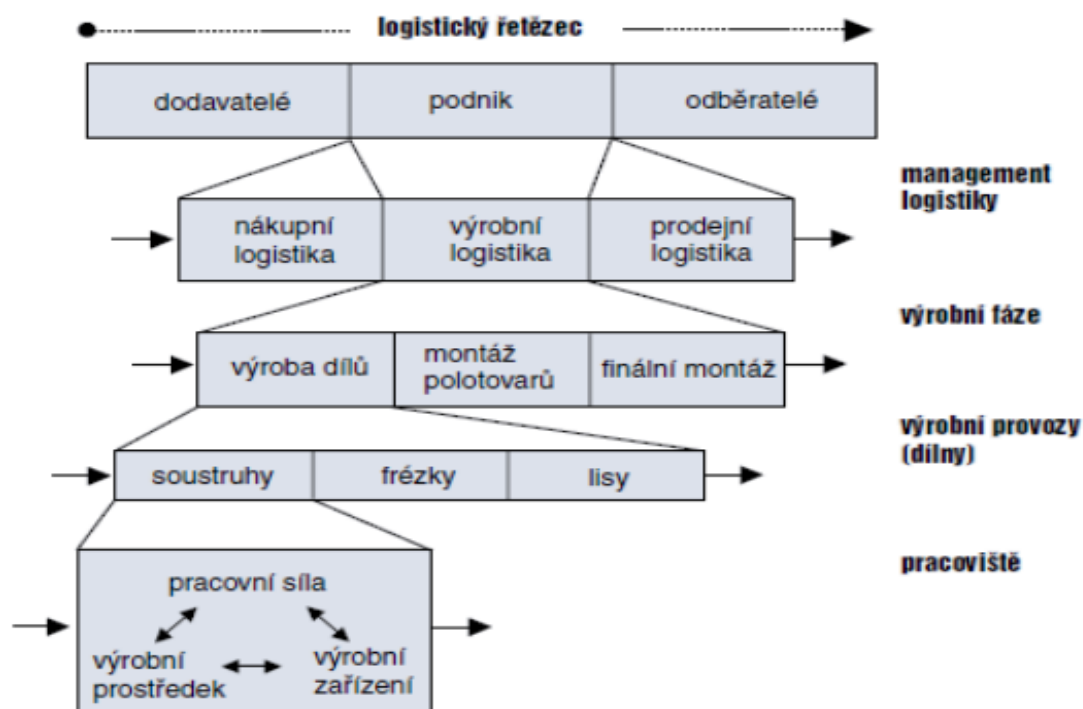 logistický řetězec
dodavatelé
podnik
odběratelé
management
logistiky
nákupní
logistika
výrobní
logistika
prodejní
logistika
výrobní fáze
výroba dílů
montáž
polotovarů
finální montáž
výrobní provozy
(dílny)
soustruhy
frézky
lisy
pracoviště
pracovní síla
výrobní
prostředek
výrobní
zařízení